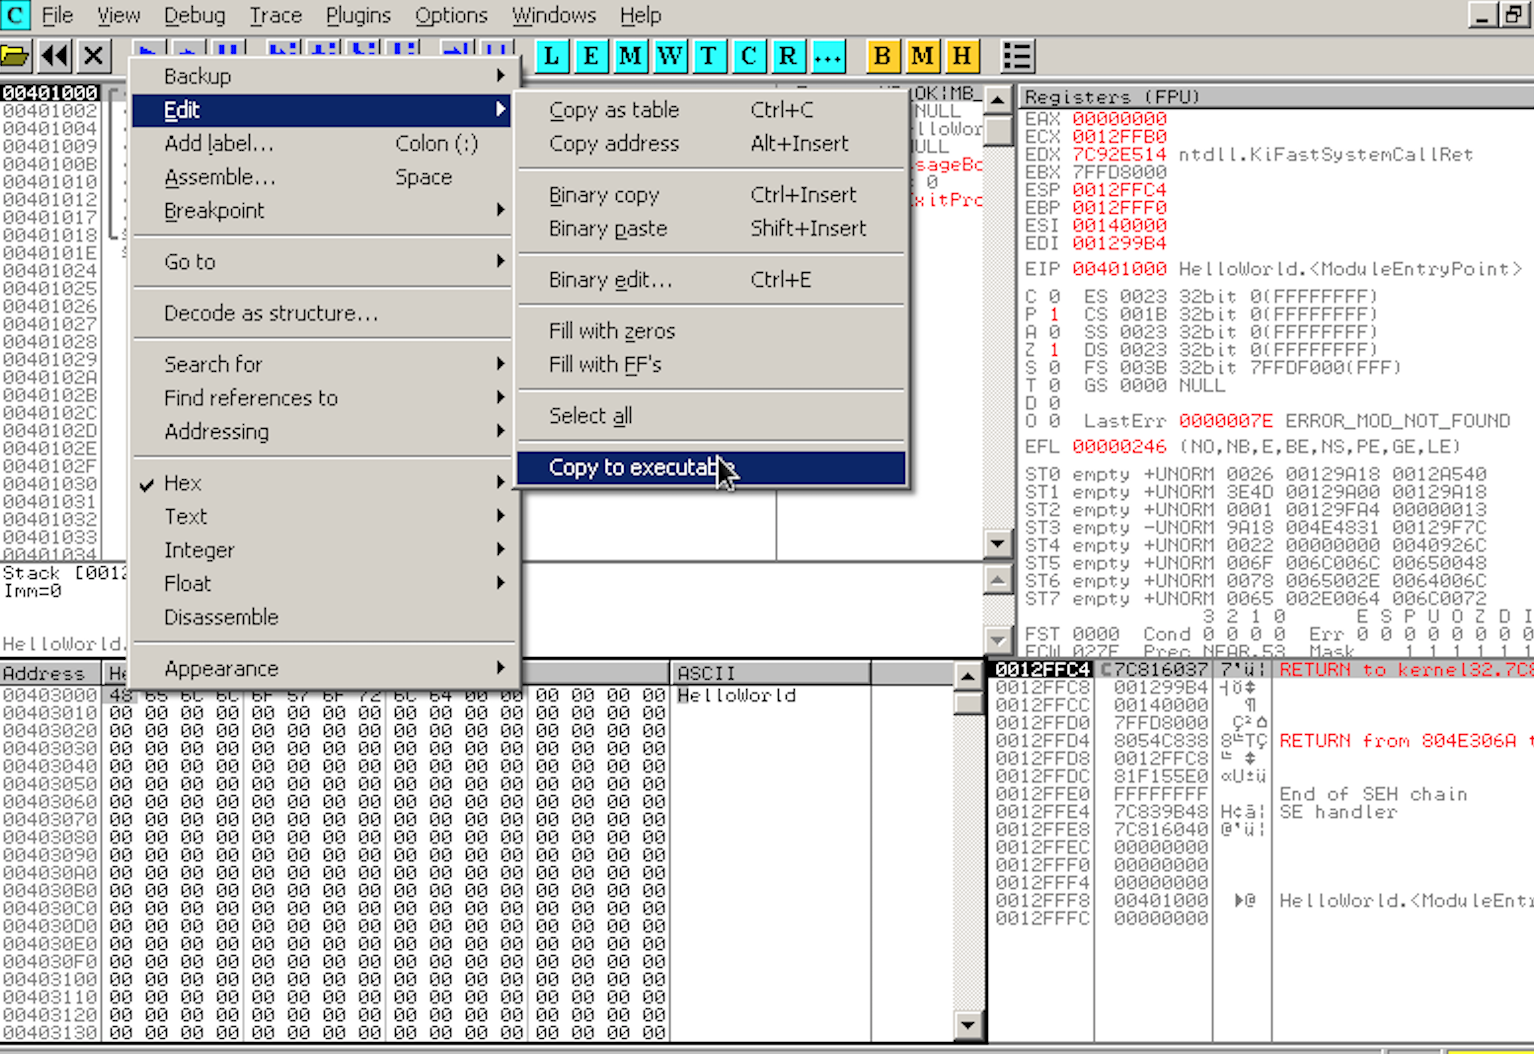 C File View Debug Trace Plugins Options Windows Help
L E M W T C R ... B M H
00401000
00401002
00401004
00401009
0040100B
00401010
00401012
00401017
00401018
0040101E
00401024
00401025
00401026
00401027
00401028
00401029
0040102A
0040102B
0040102C
0040102D
0040102E
0040102F
00401030
00401031
00401032
00401033
00401034
Backup
Edit
Add label... Colon (:)
Assemble... Space
Breakpoint
Go to
Decode as structure...
Search for
Find references to
Addressing
Hex
Text
Integer
Float
Disassemble
Appearance
Copy as table Ctrl+C
Copy address Alt+Insert
Binary copy Ctrl+Insert
Binary paste Shift+Insert
Binary edit... Ctrl+E
Fill with zeros
Fill with FF's
Select all
Copy to executable
OK|MB_
NULL
lloWor
ULL
sageBo
: 0
xitPro
Registers (FPU)
EAX 00000000
ECX 0012FFB0
EDX 7C92E514 ntdll.KiFastSystemCallRet
EBX 7FFD8000
ESP 0012FFC4
EBP 0012FFF0
ESI 00140000
EDI 001299B4
EIP 00401000 HelloWorld.<ModuleEntryPoint>
C 0 ES 0023 32bit 0(FFFFFFFF)
P 1 CS 001B 32bit 0(FFFFFFFF)
A 0 SS 0023 32bit 0(FFFFFFFF)
Z 1 DS 0023 32bit 0(FFFFFFFF)
S 0 FS 003B 32bit 7FFDF000(FFF)
T 0 GS 0000 NULL
D 0
O 0 LastErr 0000007E ERROR_MOD_NOT_FOUND
EFL 00000246 (NO,NB,E,BE,NS,PE,GE,LE)
ST0 empty +UNORM 0026 00129A18 0012A540
ST1 empty +UNORM 3E4D 00129A00 00129A18
ST2 empty +UNORM 0001 00129FA4 00000013
ST3 empty -UNORM 9A18 004E4831 00129F7C
ST4 empty +UNORM 0022 00000000 0040926C
ST5 empty +UNORM 006F 006C006C 00650048
ST6 empty +UNORM 0078 0065002E 0064006C
ST7 empty +UNORM 0065 002E0064 006C0072
3 2 1 0 E S P U O Z D I
FST 0000 Cond 0 0 0 0 Err 0 0 0 0 0 0 0 0
FCW 027F Prec NEAR,53 Mask 1 1 1 1 1 1
Stack [0012
Imm=0
HelloWorld.
Address He ASCII
00403000 48 65 6C 6C 6F 57 6F 72 6C 64 00 00 00 00 00 00 HelloWorld
00403010 00 00 00 00 00 00 00 00 00 00 00 00 00 00 00 00
00403020 00 00 00 00 00 00 00 00 00 00 00 00 00 00 00 00
00403030 00 00 00 00 00 00 00 00 00 00 00 00 00 00 00 00
00403040 00 00 00 00 00 00 00 00 00 00 00 00 00 00 00 00
00403050 00 00 00 00 00 00 00 00 00 00 00 00 00 00 00 00
00403060 00 00 00 00 00 00 00 00 00 00 00 00 00 00 00 00
00403070 00 00 00 00 00 00 00 00 00 00 00 00 00 00 00 00
00403080 00 00 00 00 00 00 00 00 00 00 00 00 00 00 00 00
00403090 00 00 00 00 00 00 00 00 00 00 00 00 00 00 00 00
004030A0 00 00 00 00 00 00 00 00 00 00 00 00 00 00 00 00
004030B0 00 00 00 00 00 00 00 00 00 00 00 00 00 00 00 00
004030C0 00 00 00 00 00 00 00 00 00 00 00 00 00 00 00 00
004030D0 00 00 00 00 00 00 00 00 00 00 00 00 00 00 00 00
004030E0 00 00 00 00 00 00 00 00 00 00 00 00 00 00 00 00
004030F0 00 00 00 00 00 00 00 00 00 00 00 00 00 00 00 00
00403100 00 00 00 00 00 00 00 00 00 00 00 00 00 00 00 00
00403110 00 00 00 00 00 00 00 00 00 00 00 00 00 00 00 00
00403120 00 00 00 00 00 00 00 00 00 00 00 00 00 00 00 00
00403130 00 00 00 00 00 00 00 00 00 00 00 00 00 00 00 00
0012FFC4 7C816037 7'ü¦ RETURN to kernel32.7C8
0012FFC8 001299B4 ┤Ö↕
0012FFCC 00140000 ¶
0012FFD0 7FFD8000 Ç²⌂
0012FFD4 8054C838 8╚TÇ RETURN from 804E306A t
0012FFD8 0012FFC8 ╚ ↕
0012FFDC 81F155E0 αU±ü
0012FFE0 FFFFFFFF End of SEH chain
0012FFE4 7C839B48 H¢â¦ SE handler
0012FFE8 7C816040 @'ü¦
0012FFEC 00000000
0012FFF0 00000000
0012FFF4 00000000
0012FFF8 00401000 ►@ HelloWorld.<ModuleEntr
0012FFFC 00000000